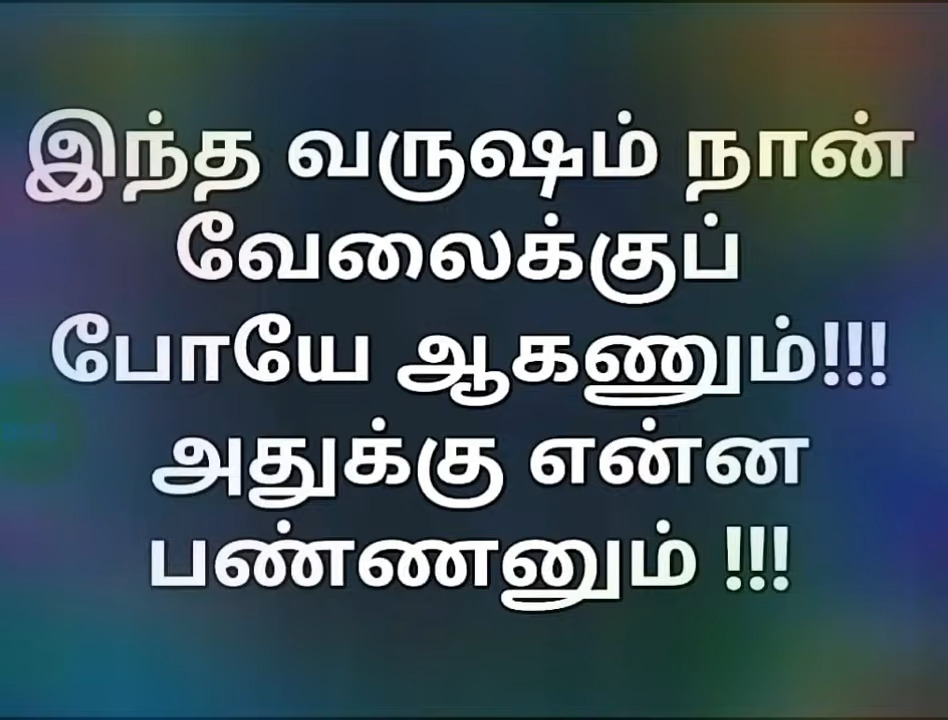 இந்த வருஷம் நான்
வேலைக்குப்
போயே ஆகணும்!!!
அதுக்கு என்ன
பண்ணனும் !!!